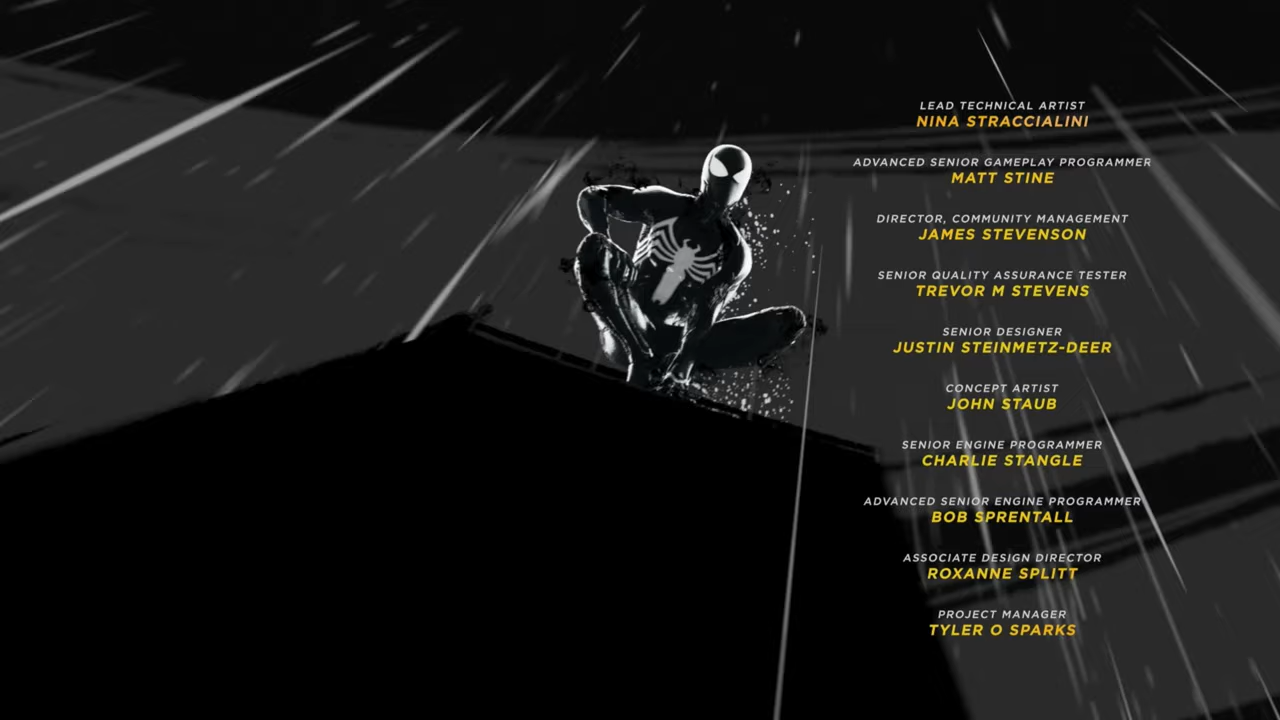 LEAD TECHNICAL ARTIST
NINA STRACCIALINI
ADVANCED SENIOR GAMEPLAY PROGRAMMER
MATT STINE
DIRECTOR, COMMUNITY MANAGEMENT
JAMES STEVENSON
SENIOR QUALITY ASSURANCE TESTER
TREVOR M STEVENS
SENIOR DESIGNER
JUSTIN STEINMETZ-DEER
CONCEPT ARTIST
JOHN STAUB
SENIOR ENGINE PROGRAMMER
CHARLIE STANGLE
ADVANCED SENIOR ENGINE PROGRAMMER
BOB SPRENTALL
ASSOCIATE DESIGN DIRECTOR
ROXANNE SPLITT
PROJECT MANAGER
TYLER O SPARKS